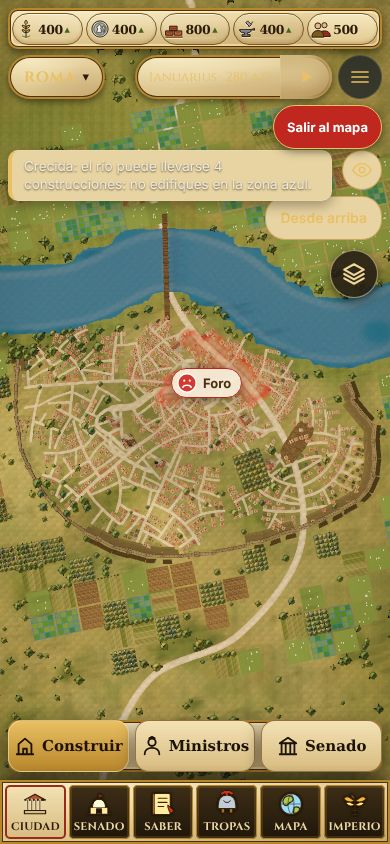 400 400 800 400 500
ROMA IANUARIUS 280 A.C.
Salir al mapa
Crecida: el río puede llevarse 4
construcciones: no edifiques en la zona azul.
Desde arriba
Foro
Construir Ministros Senado
CIUDAD SENADO SABER TROPAS MAPA IMPERIO